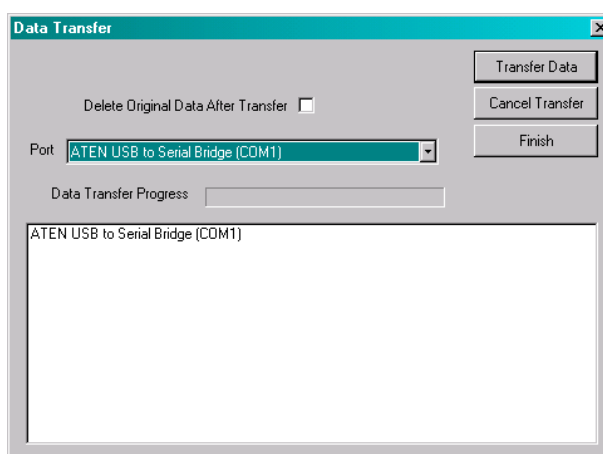 Data Transfer
Transfer Data
Delete Original Data After Transfer
Cancel Transfer
Port
ATEN USB to Serial Bridge (COM1)
Finish
Data Transfer Progress
ATEN USB to Serial Bridge (COM1)